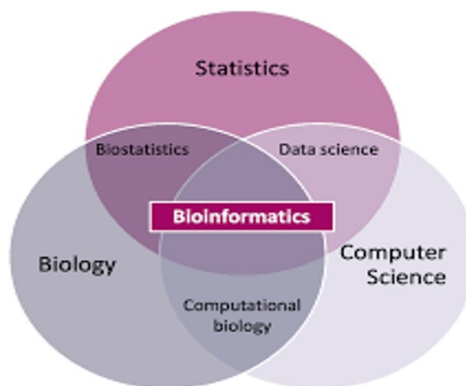 Statistics
Biostatistics
Data science
Bioinformatics
Biology
Computer
Science
Computational
biology